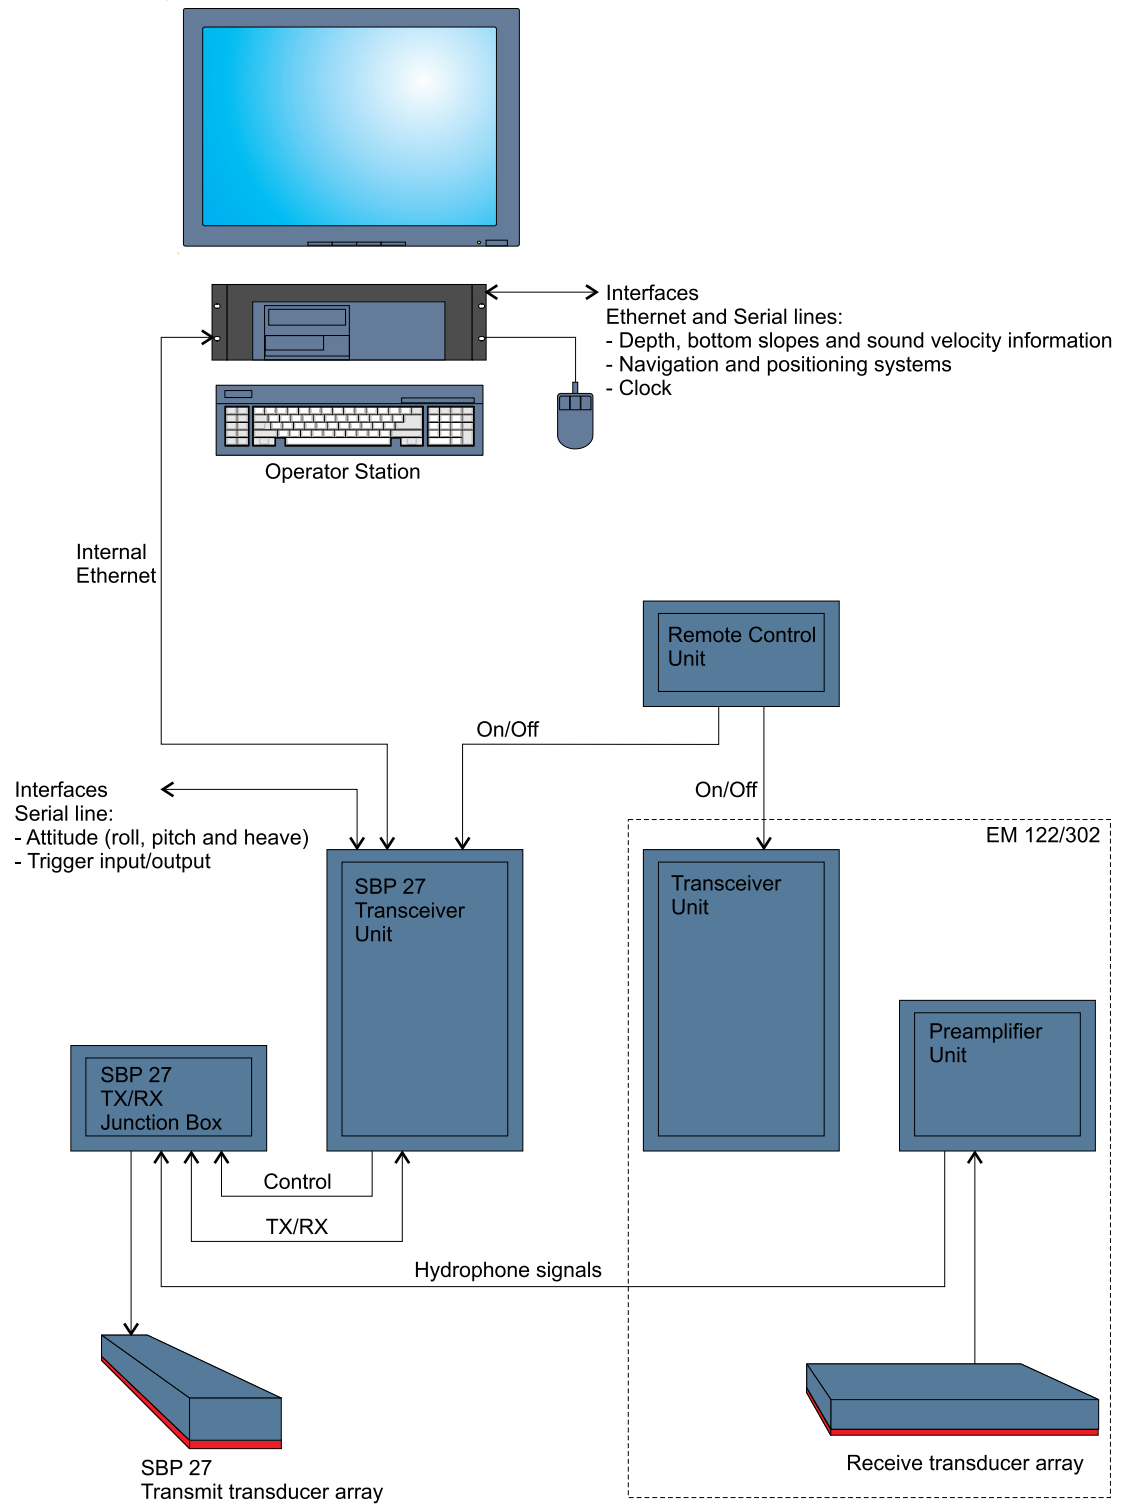 Interfaces
Ethernet and Serial lines:
- Depth, bottom slopes and sound velocity information
- Navigation and positioning systems
- Clock
Operator Station
Internal
Ethernet
Remote Control
Unit
On/Off
On/Off
Interfaces
Serial line:
- Attitude (roll, pitch and heave)
- Trigger input/output
EM 122/302
SBP 27
Transceiver
Unit
Transceiver
Unit
Preamplifier
Unit
SBP 27
TX/RX
Junction Box
Control
TX/RX
Hydrophone signals
SBP 27
Transmit transducer array
Receive transducer array